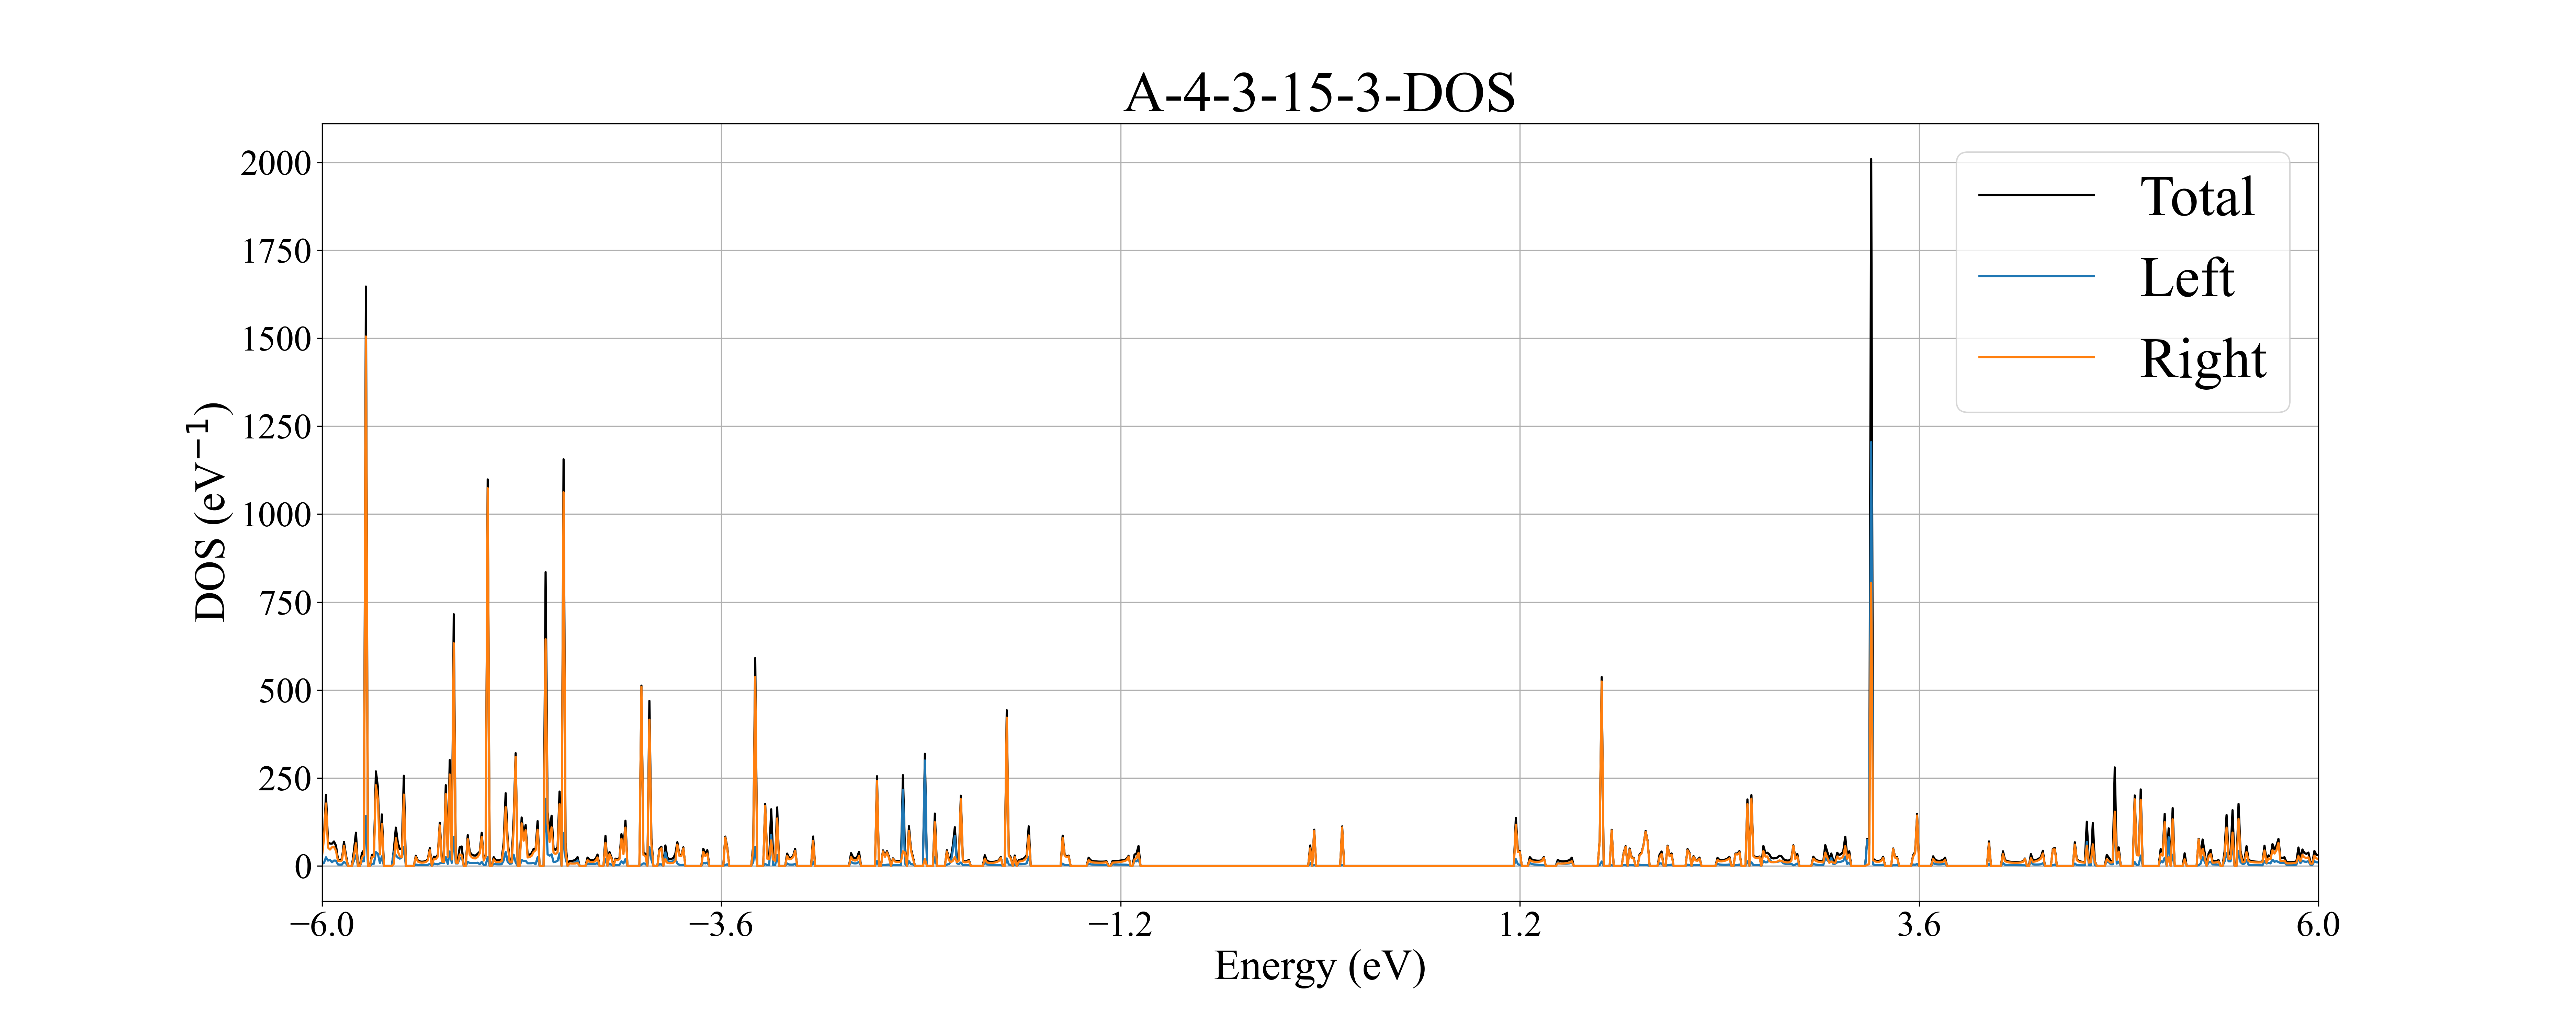 A-4-3-15-3-DOS
2000
1750
1500
1250
1000
750
500
250
0
DOS (eV⁻¹)
−6.0
−3.6
−1.2
1.2
3.6
6.0
Energy (eV)
Total
Left
Right